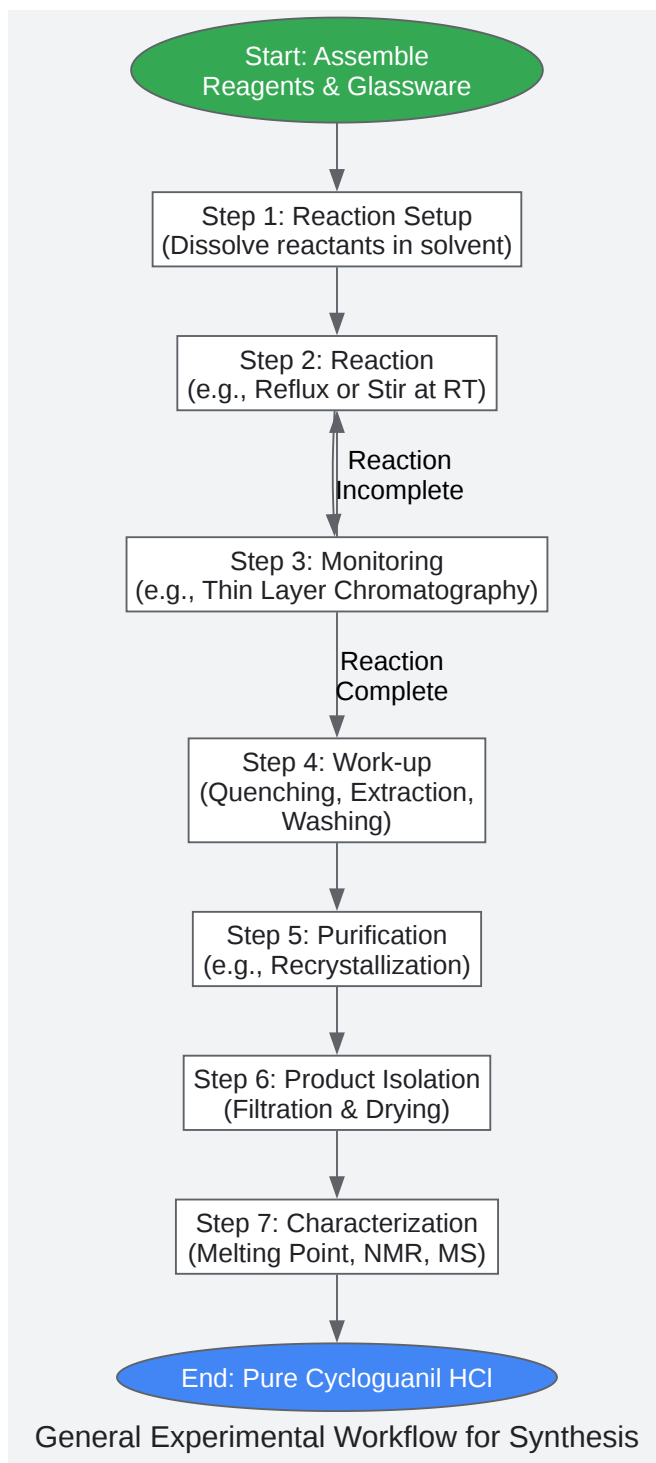 Start: Assemble
Reagents & Glassware
Step 1: Reaction Setup
(Dissolve reactants in solvent)
Step 2: Reaction
(e.g., Reflux or Stir at RT)
Reaction
Incomplete
Step 3: Monitoring
(e.g., Thin Layer Chromatography)
Reaction
Complete
Step 4: Work-up
(Quenching, Extraction,
Washing)
Step 5: Purification
(e.g., Recrystallization)
Step 6: Product Isolation
(Filtration & Drying)
Step 7: Characterization
(Melting Point, NMR, MS)
End: Pure Cycloguanil HCl
General Experimental Workflow for Synthesis